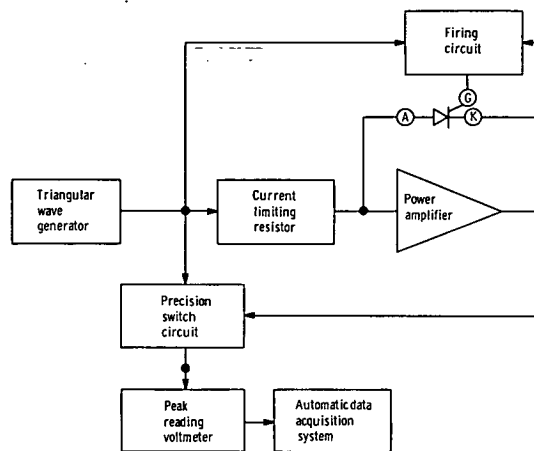 Firing
circuit
G
A
K
Triangular
wave
generator
Current
limiting
resistor
Power
amplifier
Precision
switch
circuit
Peak
reading
voltmeter
Automatic data
acquisition
system